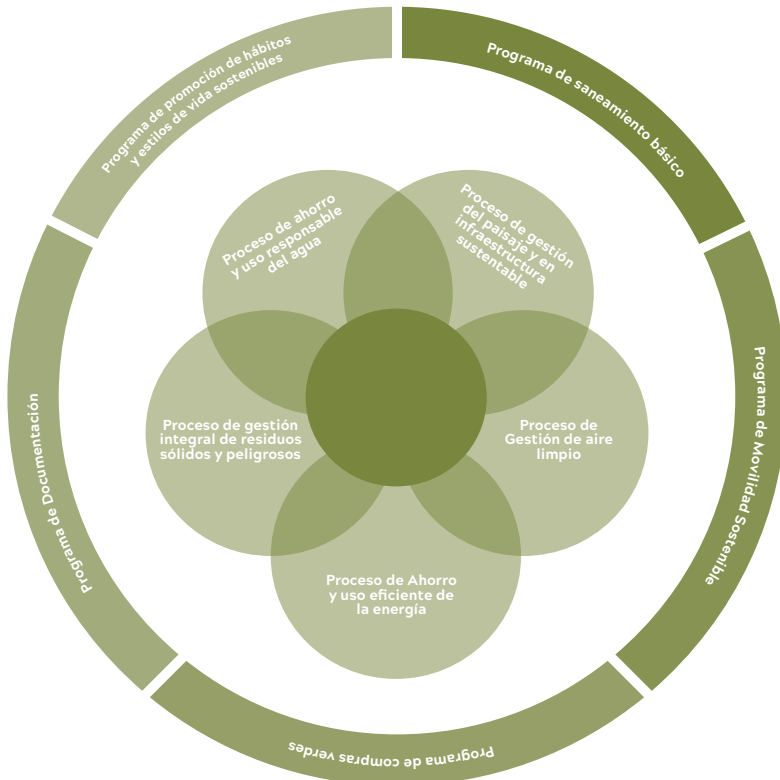 Programa de promoción de hábitos
y estilos de vida sostenibles
Programa de saneamiento básico
Programa de Movilidad Sostenible
Programa de compras verdes
Programa de Documentación
Proceso de ahorro
y uso responsable
del agua
Proceso de gestión
del paisaje y en
infraestructura
sustentable
Proceso de gestión
integral de residuos
sólidos y peligrosos
Proceso de
Gestión de aire
limpio
Proceso de Ahorro
y uso eficiente de
la energía